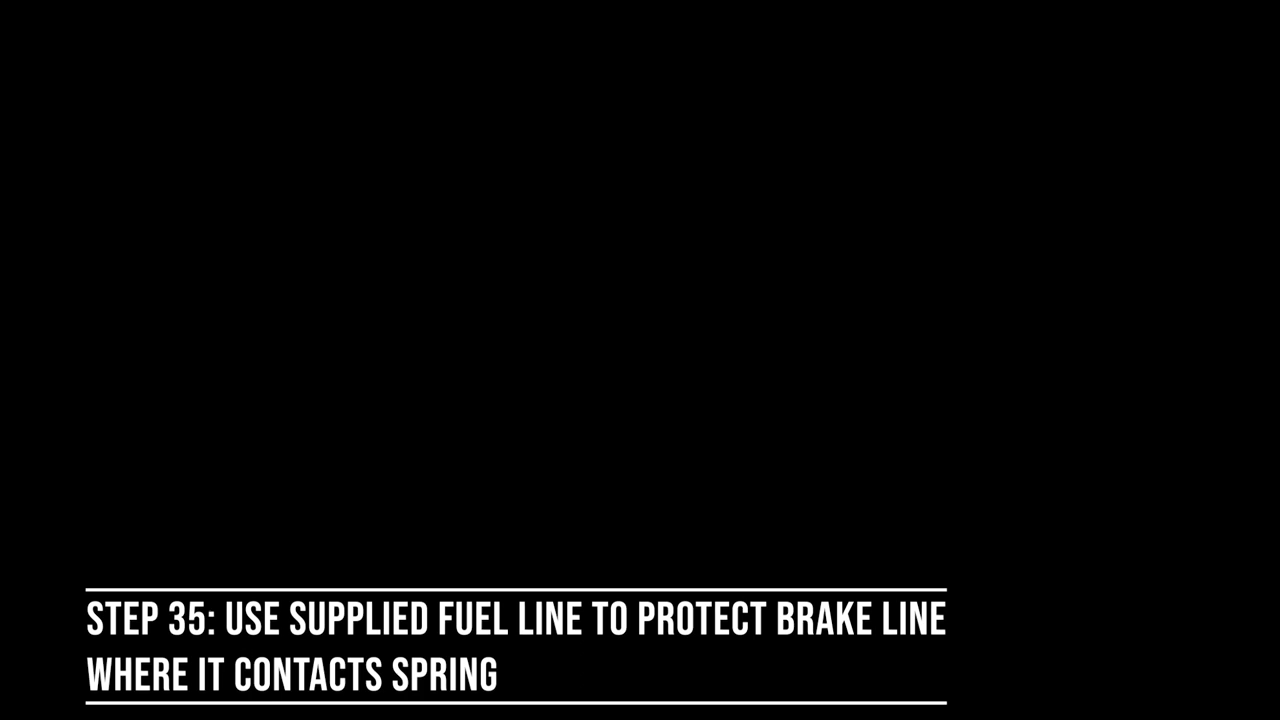 STEP 35: USE SUPPLIED FUEL LINE TO PROTECT BRAKE LINE
WHERE IT CONTACTS SPRING